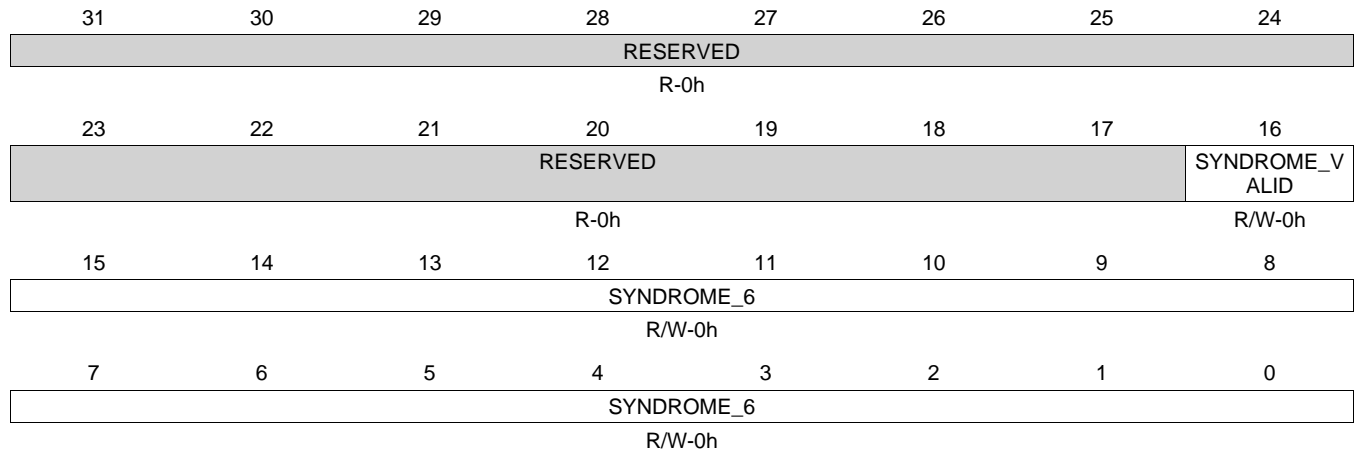 31 30 29 28 27 26 25 24
RESERVED
R-0h
23 22 21 20 19 18 17 16
RESERVED SYNDROME_V
ALID
R-0h R/W-0h
15 14 13 12 11 10 9 8
SYNDROME_6
R/W-0h
7 6 5 4 3 2 1 0
SYNDROME_6
R/W-0h